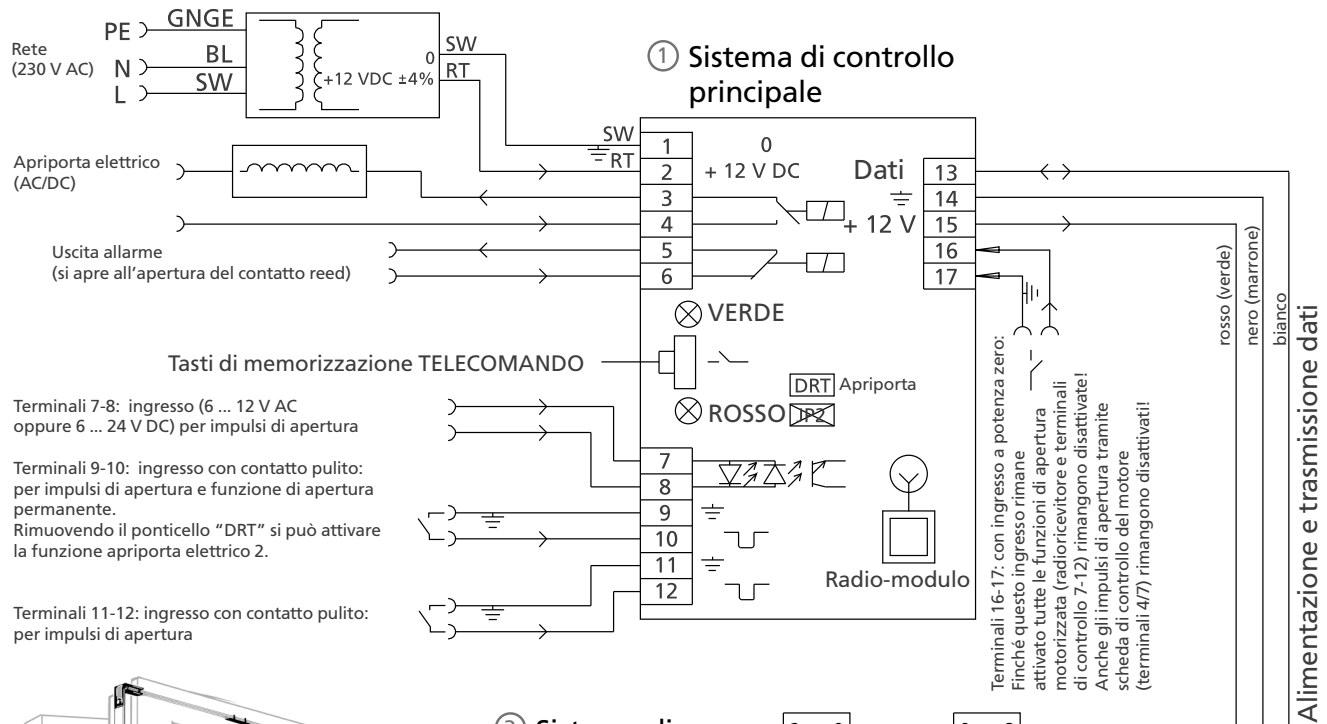 PE
GNGE
Rete
(230 V AC)
N
BL
L
SW
0
+12 VDC ±4%
SW
RT
1 Sistema di controllo
principale
Apriporta elettrico
(AC/DC)
SW
RT
1
2
3
4
5
6
0
+ 12 V DC
Dati
+ 12 V
13
14
15
16
17
Uscita allarme
(si apre all'apertura del contatto reed)
VERDE
Tasti di memorizzazione TELECOMANDO
DRT Apriporta
ROSSO JP2
Terminali 7-8: ingresso (6 ... 12 V AC
oppure 6 ... 24 V DC) per impulsi di apertura
Terminali 9-10: ingresso con contatto pulito:
per impulsi di apertura e funzione di apertura
permanente.
Rimuovendo il ponticello "DRT" si può attivare
la funzione apriporta elettrico 2.
Terminali 11-12: ingresso con contatto pulito:
per impulsi di apertura
7
8
9
10
11
12
Radio-modulo
Terminali 16-17: con ingresso a potenza zero:
Finché questo ingresso rimane
attivato tutte le funzioni di apertura
motorizzata (radioricevitore e terminali
di controllo 7-12) rimangono disattivate!
Anche gli impulsi di apertura tramite
scheda di controllo del motore
(terminali 4/7) rimangono disattivati!
rosso (verde)
nero (marrone)
bianco
Alimentazione e trasmissione dati